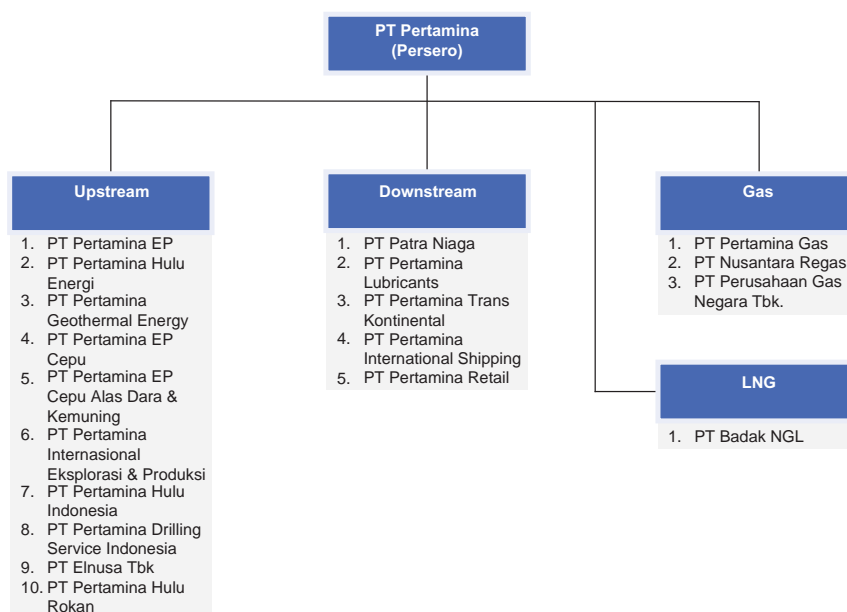 PT Pertamina
(Persero)
Upstream
1. PT Pertamina EP
2. PT Pertamina Hulu
Energi
3. PT Pertamina
Geothermal Energy
4. PT Pertamina EP
Cepu
5. PT Pertamina EP
Cepu Alas Dara &
Kemuning
6. PT Pertamina
Internasional
Eksplorasi & Produksi
7. PT Pertamina Hulu
Indonesia
8. PT Pertamina Drilling
Service Indonesia
9. PT Elnusa Tbk
10. PT Pertamina Hulu
Rokan
Downstream
1. PT Patra Niaga
2. PT Pertamina
Lubricants
3. PT Pertamina Trans
Kontinental
4. PT Pertamina
International Shipping
5. PT Pertamina Retail
Gas
1. PT Pertamina Gas
2. PT Nusantara Regas
3. PT Perusahaan Gas
Negara Tbk.
LNG
1. PT Badak NGL